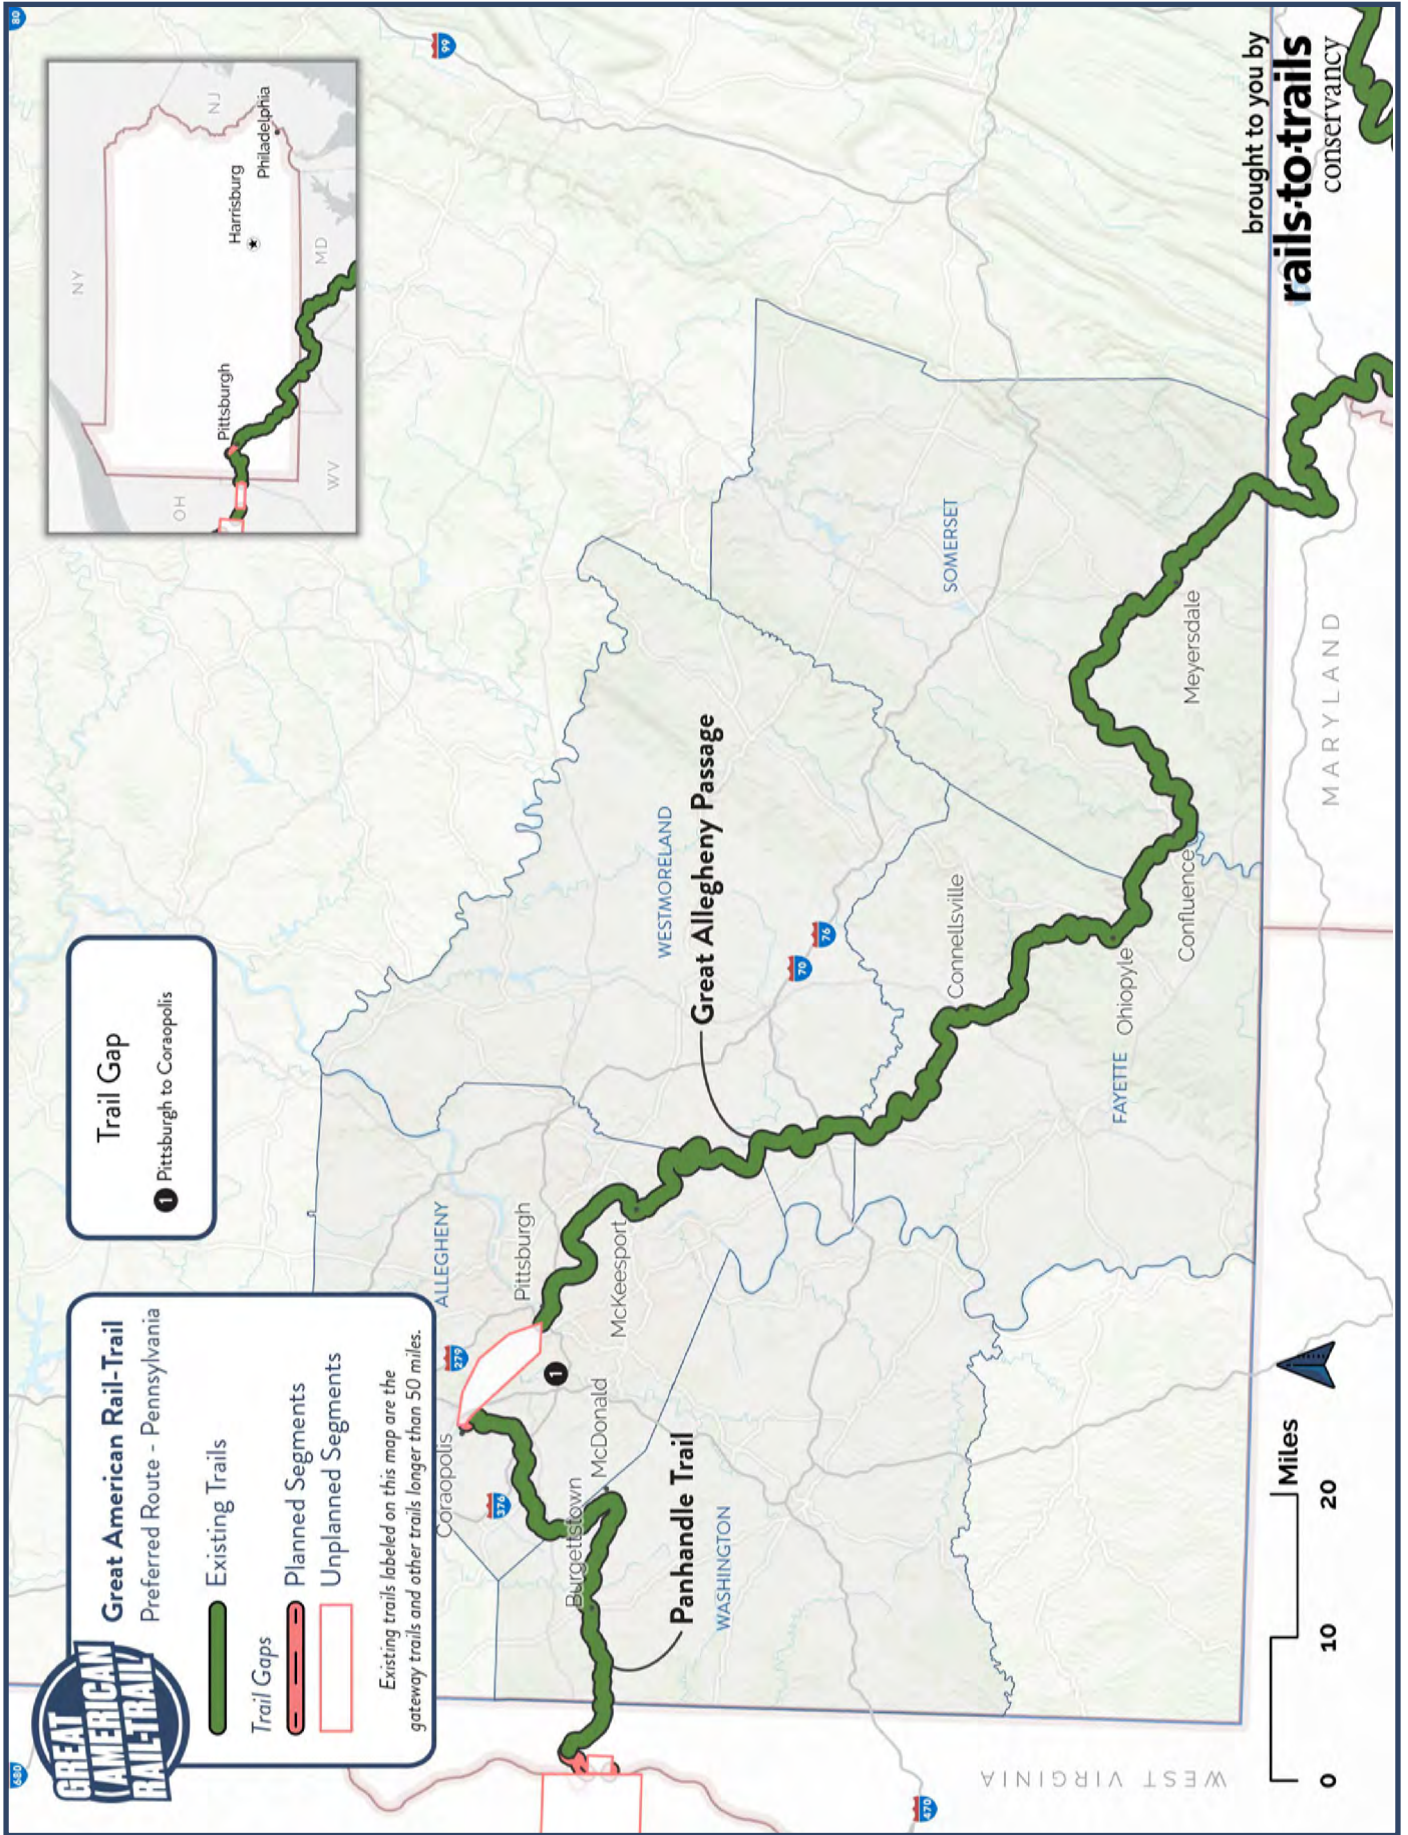 GREAT
AMERICAN
RAIL-TRAIL
Great American Rail-Trail
Preferred Route - Pennsylvania
Existing Trails
Trail Gaps
Planned Segments
Unplanned Segments
Existing trails labeled on this map are the
gateway trails and other trails longer than 50 miles.
Trail Gap
1 Pittsburgh to Coraopolis
NY
NJ
OH
Pittsburgh
Harrisburg
Philadelphia
WV
MD
680
80
99
279
376
70
76
470
ALLEGHENY
Coraopolis
Pittsburgh
1
McKeesport
McDonald
Burgettstown
Panhandle Trail
WASHINGTON
WESTMORELAND
Great Allegheny Passage
Connellsville
SOMERSET
FAYETTE
Ohiopyle
Confluence
Meyersdale
WEST VIRGINIA
MARYLAND
Miles
0
10
20
brought to you by
rails·to·trails
conservancy